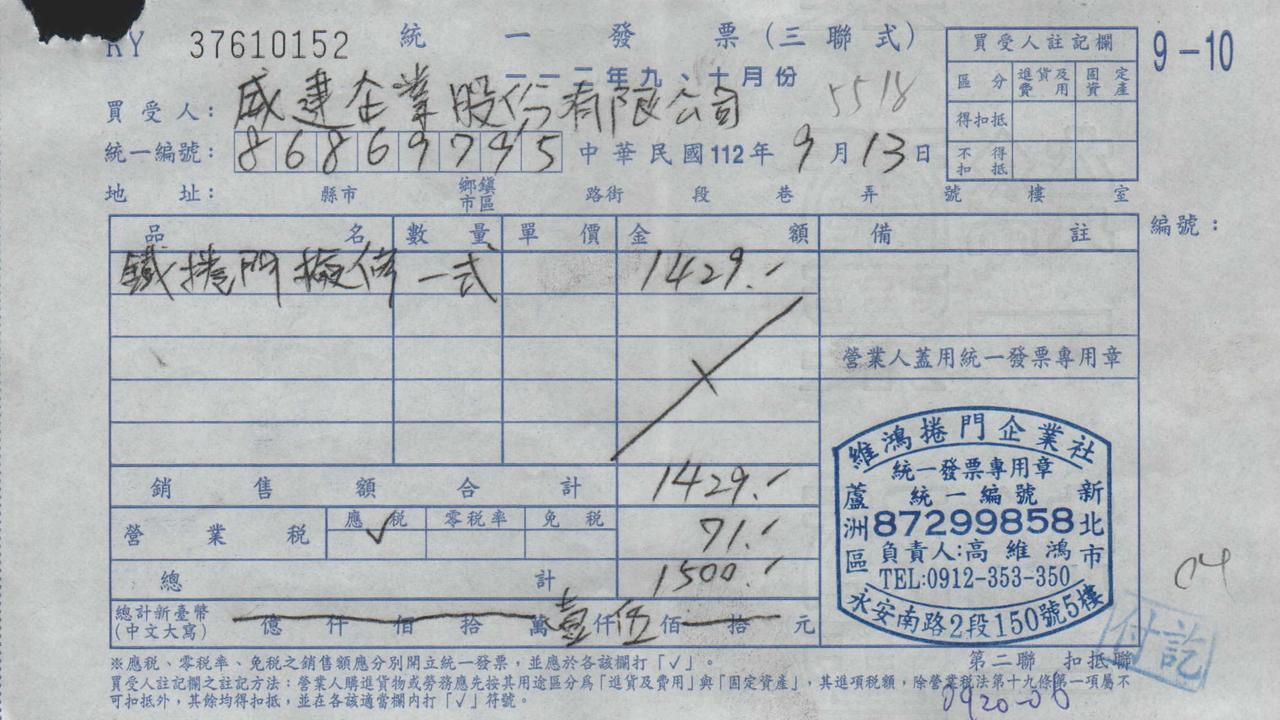 RY 37610152 統一發票(三聯式)
9-10
一一二年九、十月份
買受人: 威建企業股份有限公司
5518
統一編號: 86869795 中華民國112年9月13日
地址: 縣市 鄉鎮市區 路街 段 巷 弄 號 樓 室
買受人註記欄
區分 進貨及費用 固定資產
得扣抵
不得扣抵
編號:
品名 數量 單價 金額 備註
鐵捲門 一式 1429.-
營業人蓋用統一發票專用章
銷售額合計 1429.-
營業稅 應稅 ✓ 零稅率 免稅 71.-
總計 1500.-
總計新臺幣(中文大寫) 億仟佰拾萬壹仟伍佰拾元
維鴻捲門企業社
統一發票專用章
統一編號
87299858
負責人:高維鴻
TEL:0912-353-350
新北市
蘆洲區
永安南路2段150號5樓
04
付訖
※應稅、零稅率、免稅之銷售額應分別開立統一發票,並應於各該欄打「✓」。
第二聯 扣抵聯
買受人註記欄之註記方法:營業人購進貨物或勞務應先按其用途區分為「進貨及費用」與「固定資產」,其進項稅額,除營業稅法第十九條第一項屬不
可扣抵外,其餘均得扣抵,並在各該適當欄內打「✓」符號。